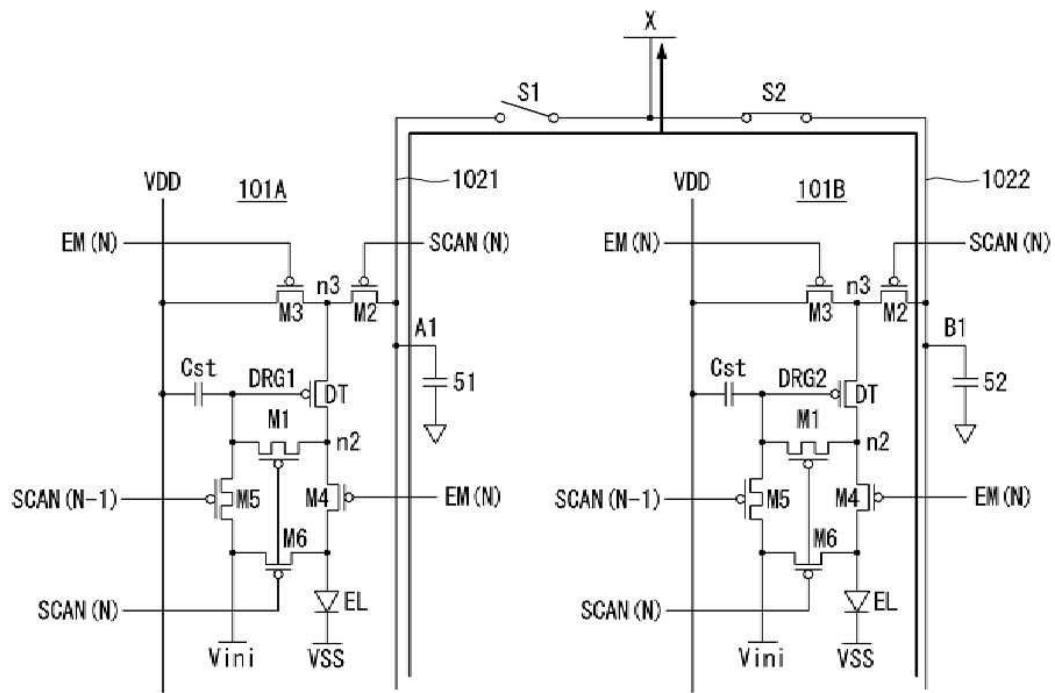 X
S1
S2
VDD
101A
1021
VDD
101B
1022
EM(N)
SCAN(N)
EM(N)
SCAN(N)
n3
n3
M3
M2
M3
M2
A1
B1
Cst
DRG1
DT
51
Cst
DRG2
DT
52
M1
n2
M1
n2
SCAN(N-1)
M5
M4
EM(N)
SCAN(N-1)
M5
M4
EM(N)
M6
M6
SCAN(N)
EL
SCAN(N)
EL
Vini
VSS
Vini
VSS